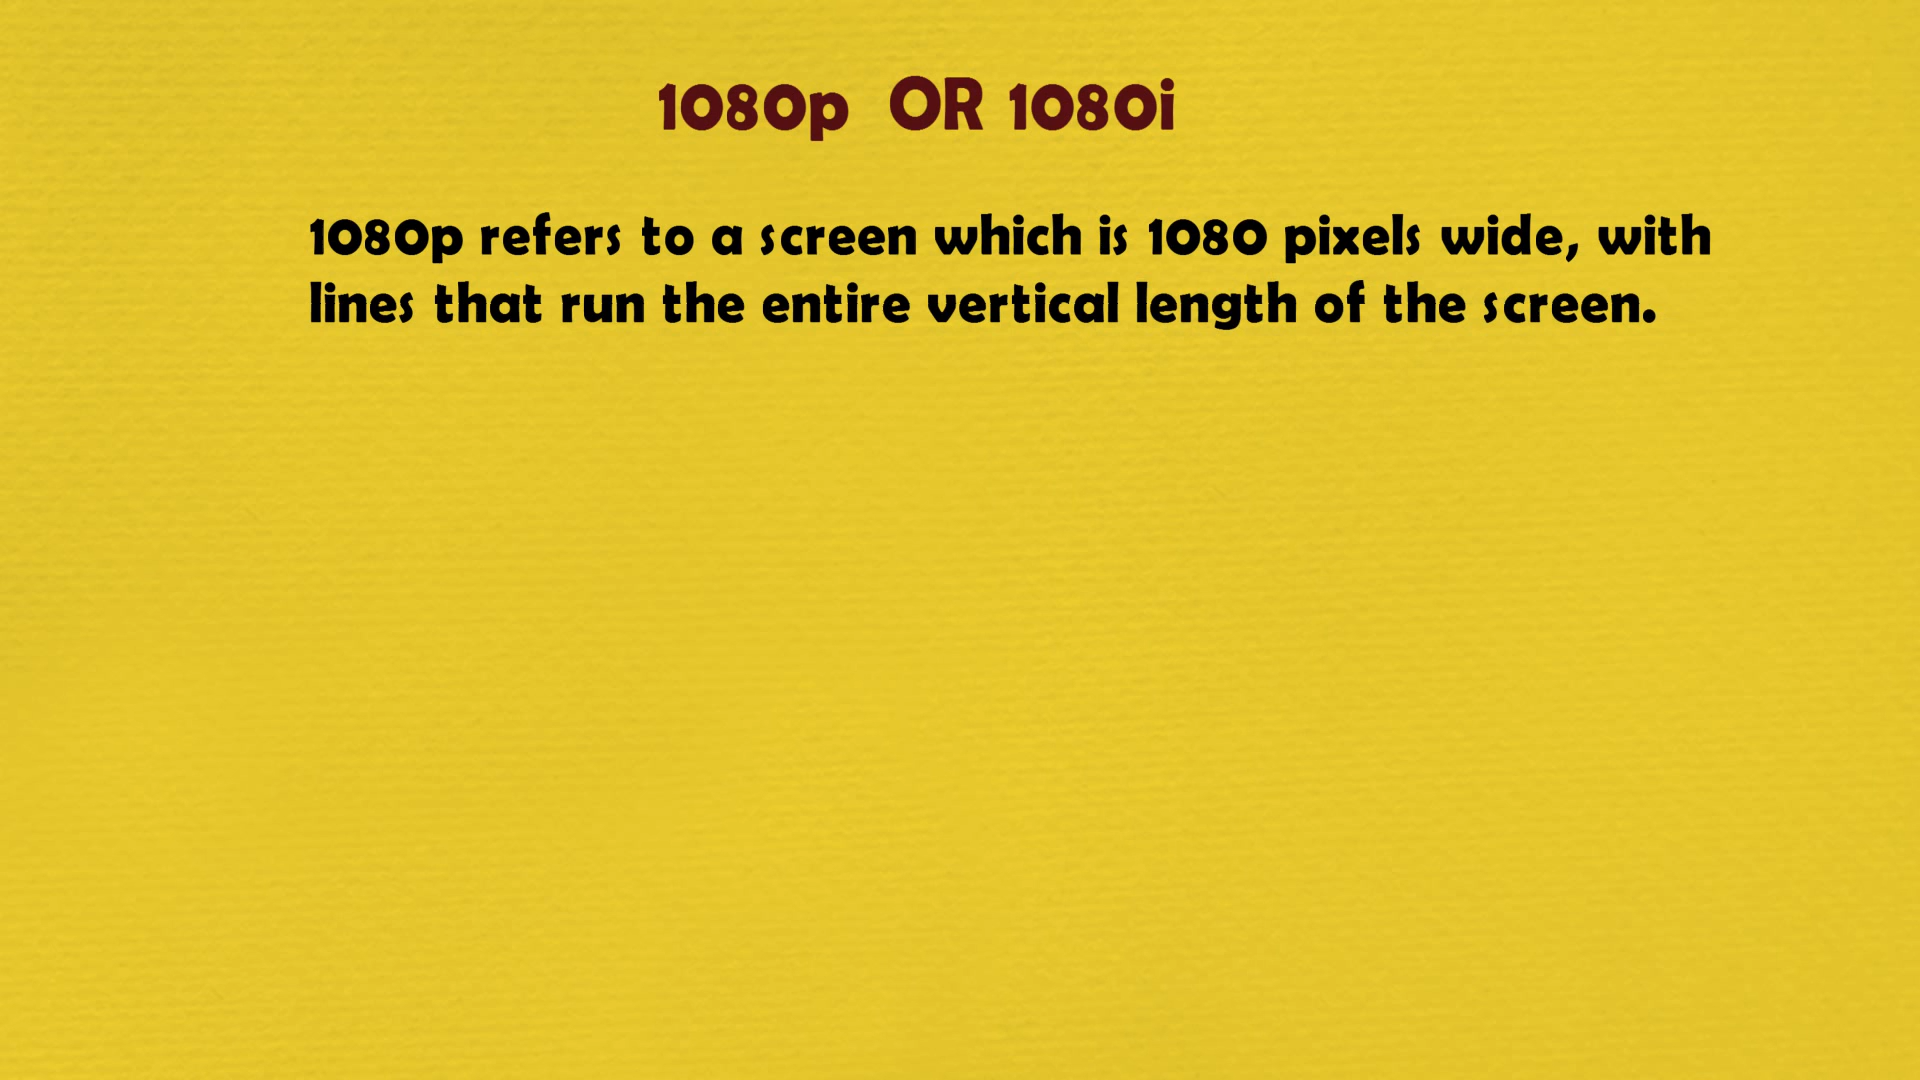 1080p OR 1080i
1080p refers to a screen which is 1080 pixels wide, with
lines that run the entire vertical length of the screen.